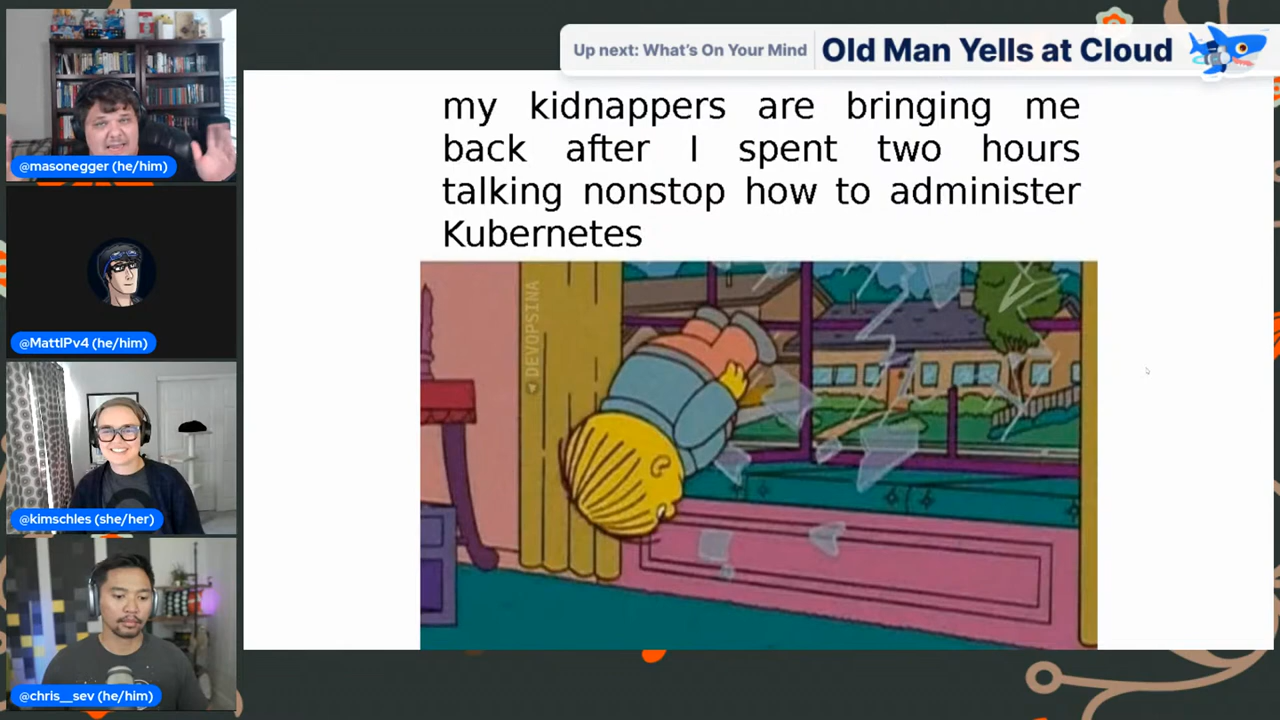 Up next: What's On Your Mind
Old Man Yells at Cloud
my kidnappers are bringing me
back after I spent two hours
talking nonstop how to administer
Kubernetes
DEVOPSINA
@masonegger (he/him)
@MattIPv4 (he/him)
@kimschles (she/her)
@chris__sev (he/him)